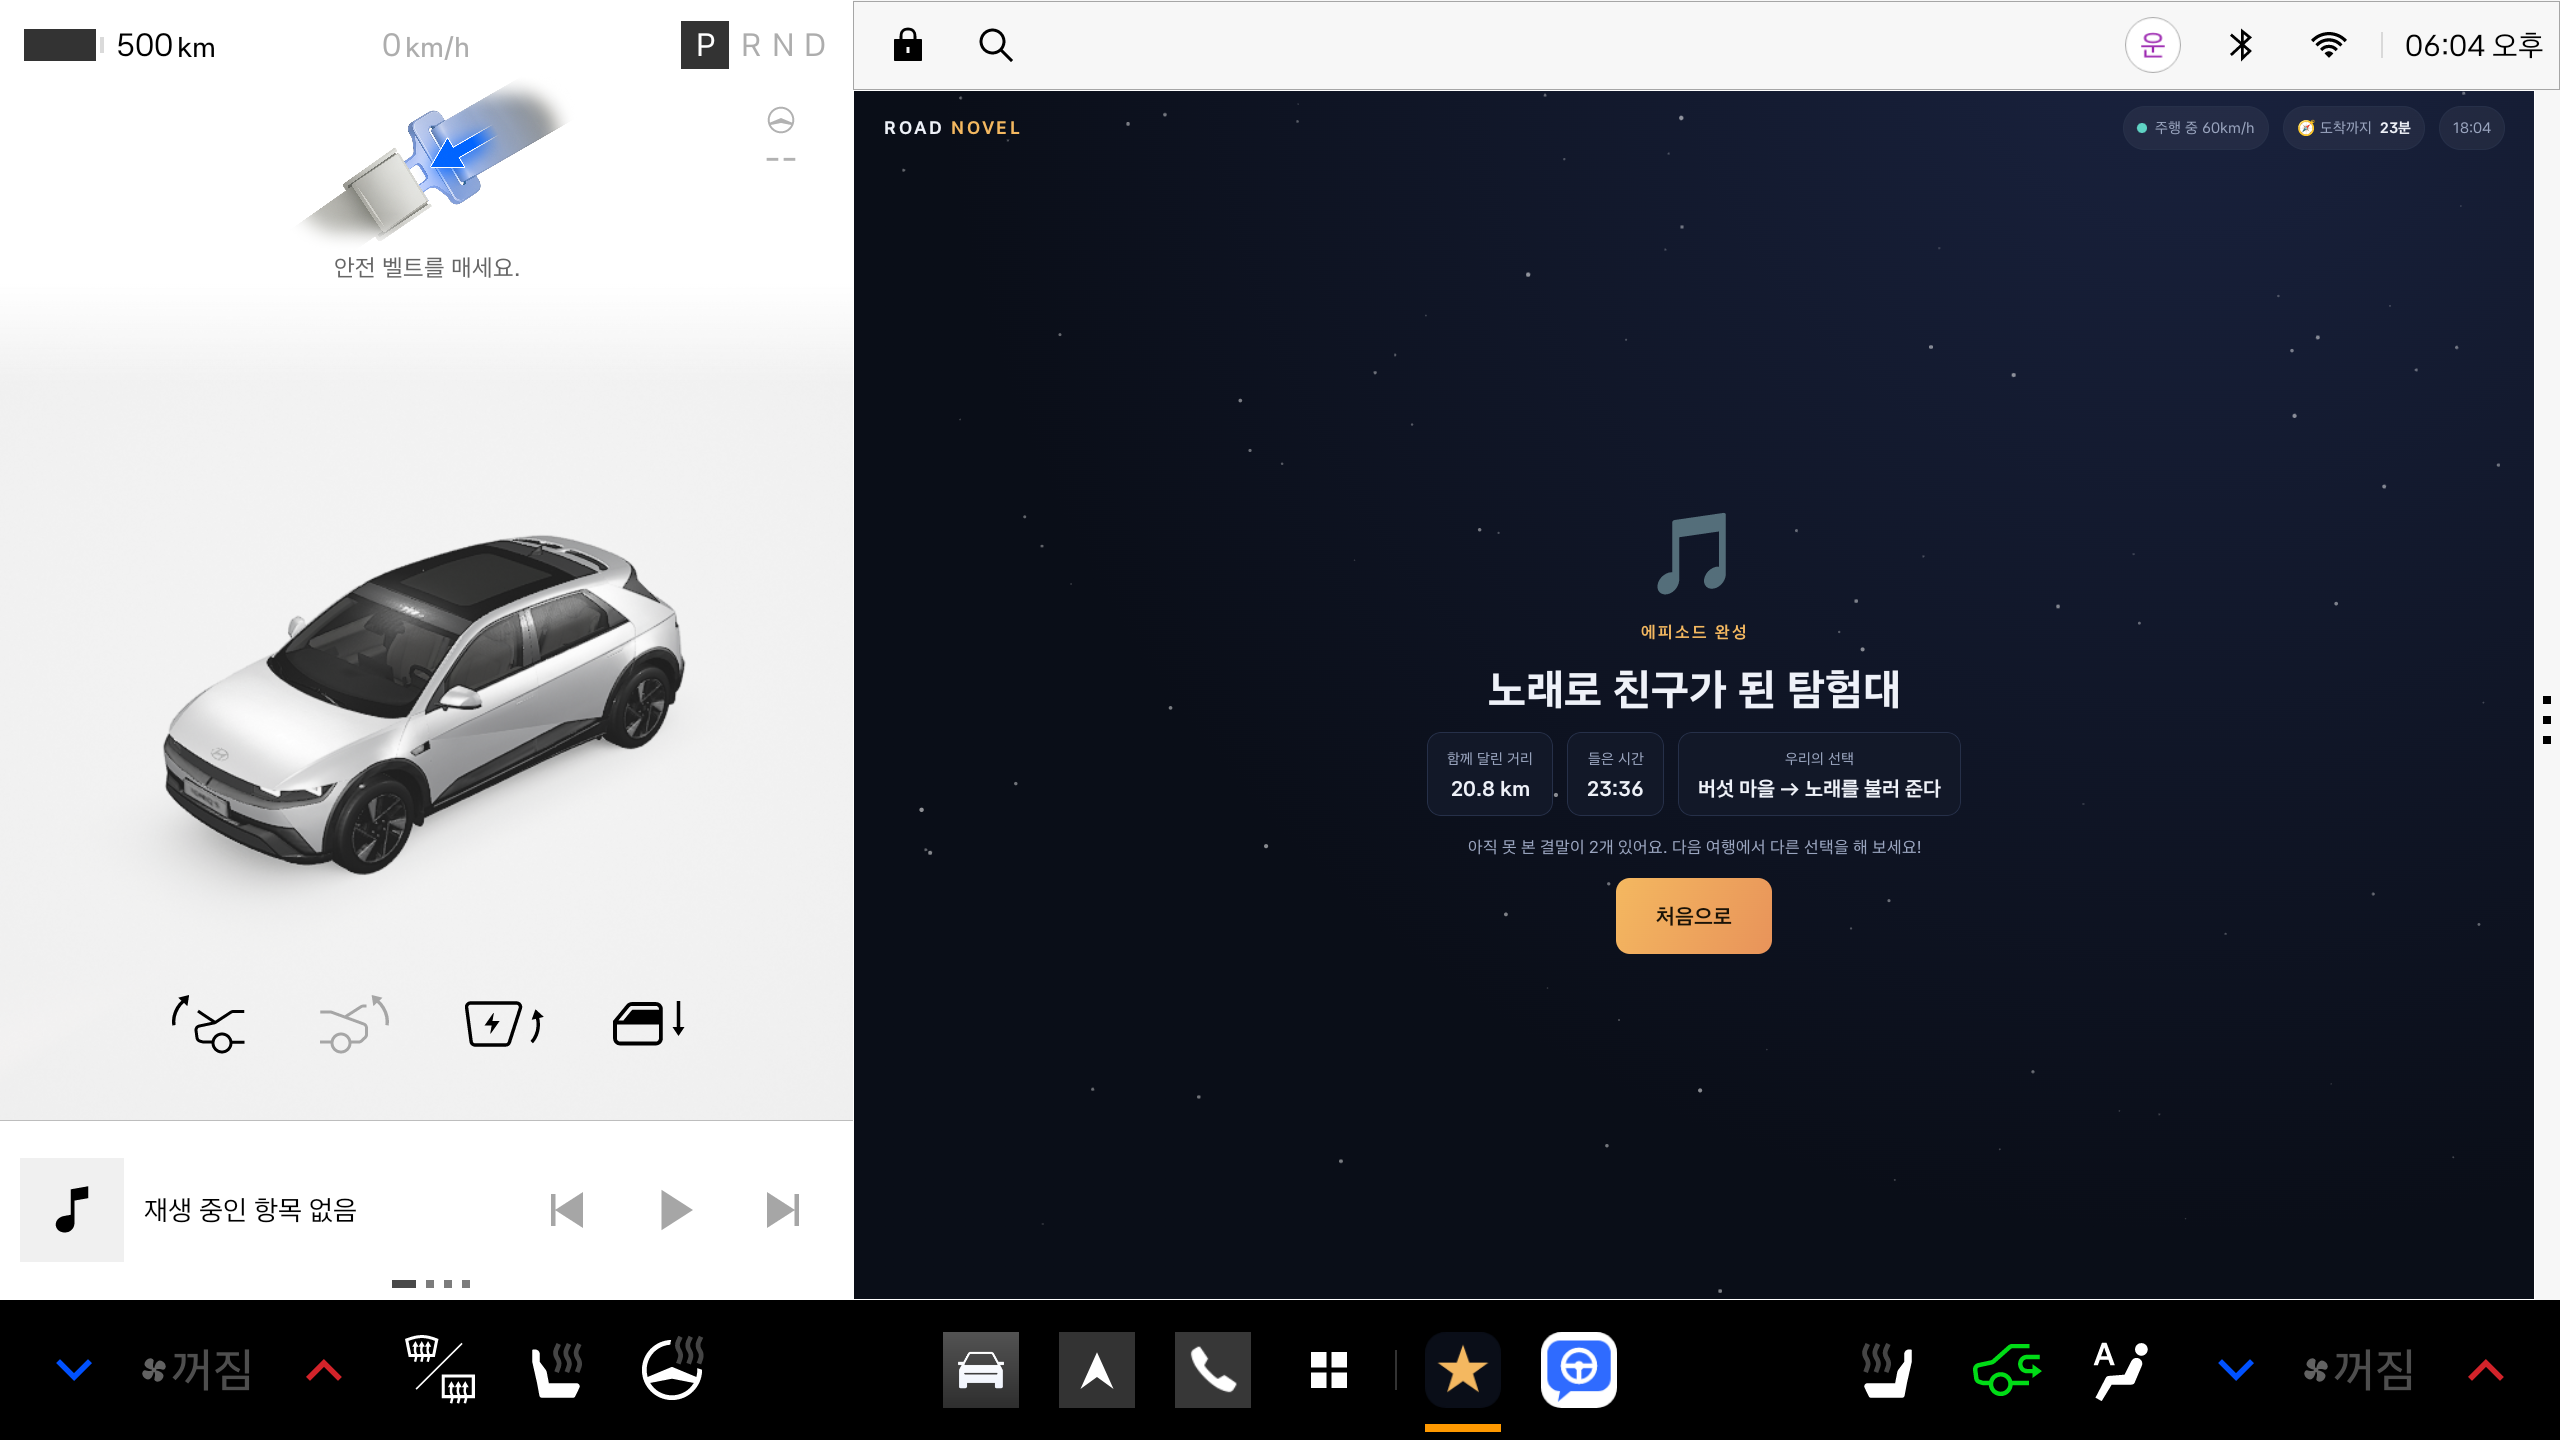 500 km
0 km/h
P R N D
안전 벨트를 매세요.
재생 중인 항목 없음
운
06:04 오후
ROAD NOVEL
주행 중 60km/h
도착까지 23분
18:04
에피소드 완성
노래로 친구가 된 탐험대
함께 달린 거리
20.8 km
들은 시간
23:36
우리의 선택
버섯 마을 → 노래를 불러 준다
아직 못 본 결말이 2개 있어요. 다음 여행에서 다른 선택을 해 보세요!
처음으로
꺼짐
A
꺼짐